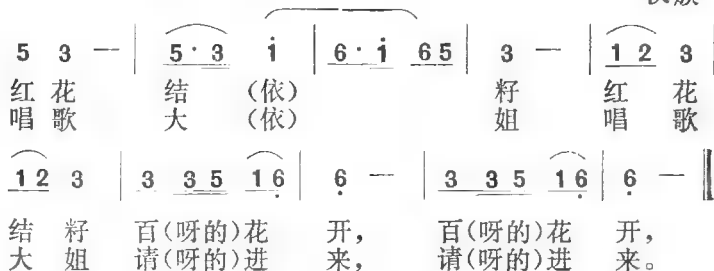 5 3 — | 5·3 i̇ | 6·i̇ 65 | 3 — | 12 3
红花 结 (依) 籽 红 花
唱歌 大 (依) 姐 唱 歌
12 3 | 3 35 16̣ | 6̣ — | 3 35 16̣ | 6̣ — ‖
结 籽 百(呀的)花 开, 百(呀的)花 开,
大 姐 请(呀的)进 来, 请(呀的)进 来。